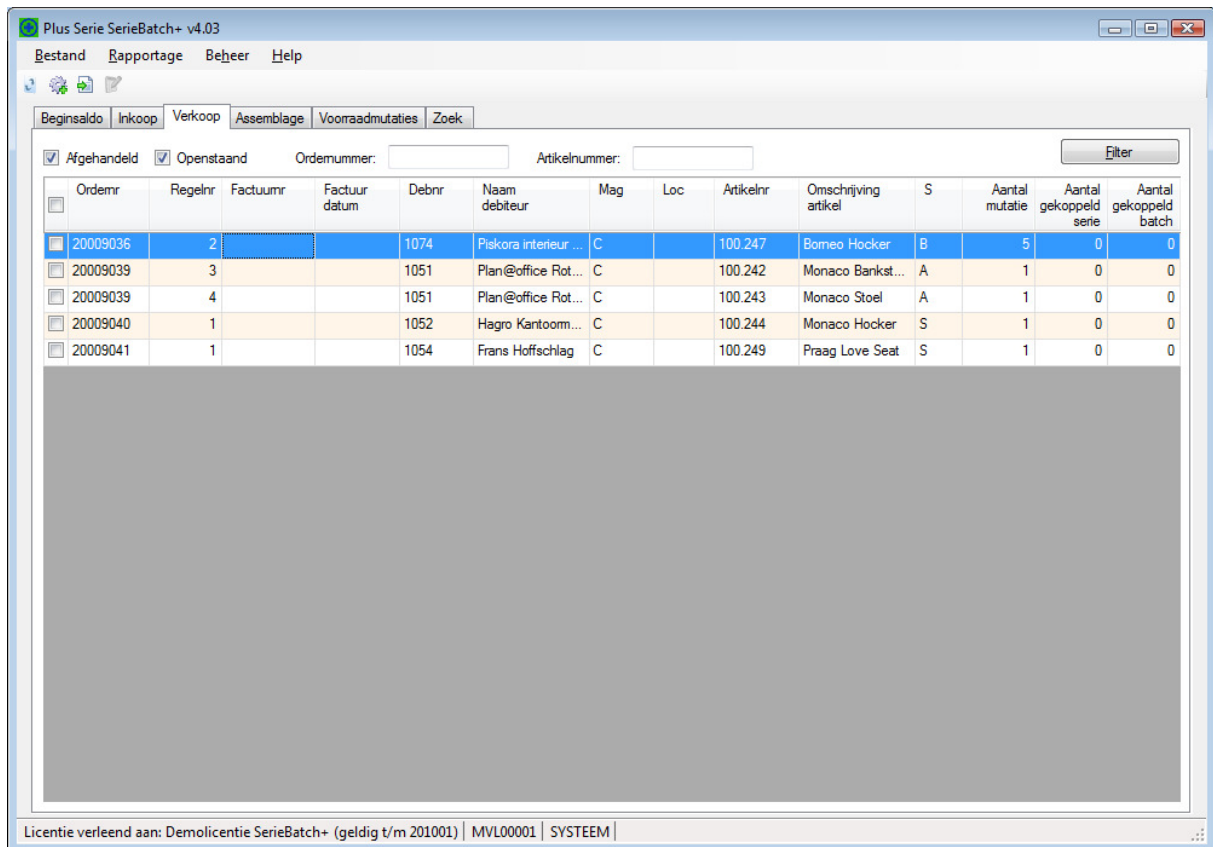 Plus Serie SerieBatch+ v4.03
Bestand Rapportage Beheer Help
Beginsaldo Inkoop Verkoop Assemblage Voorraadmutaties Zoek
Afgehandeld Openstaand Ordernummer: Artikelnummer: Filter
Ordernr Regelnr Factuurnr Factuur datum Debnr Naam debiteur Mag Loc Artikelnr Omschrijving artikel S Aantal mutatie Aantal gekoppeld serie Aantal gekoppeld batch
20009036 2 1074 Piskora interieur ... C 100.247 Borneo Hocker B 5 0 0
20009039 3 1051 Plan@office Rot... C 100.242 Monaco Bankst... A 1 0 0
20009039 4 1051 Plan@office Rot... C 100.243 Monaco Stoel A 1 0 0
20009040 1 1052 Hagro Kantoorm... C 100.244 Monaco Hocker S 1 0 0
20009041 1 1054 Frans Hoffschlag C 100.249 Praag Love Seat S 1 0 0
Licentie verleend aan: Demolicentie SerieBatch+ (geldig t/m 201001) MVL00001 SYSTEEM